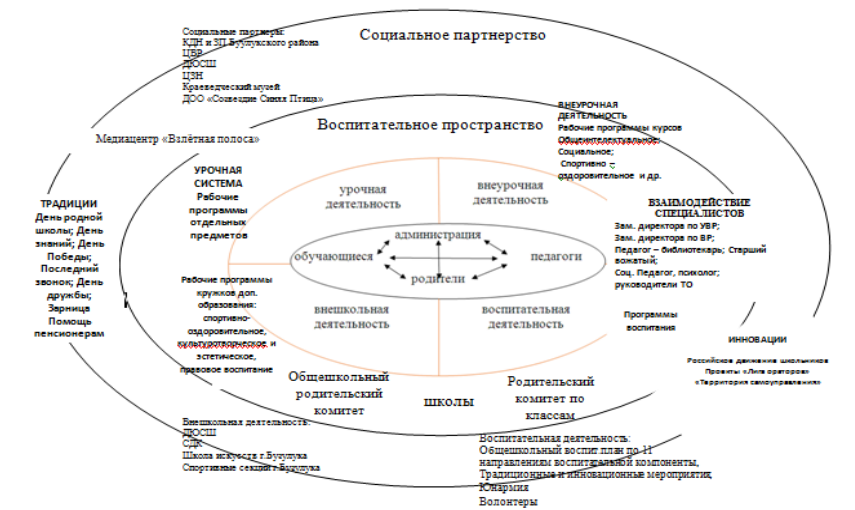 Социальное партнерство
Социальные партнеры:
КДН и ЗП Бугулукского района
ЦВР
ДЮСШ
ЦЗН
Краеведческий музей
ДОО «Созвездие Синяя Птица»
Воспитательное пространство
Медиацентр «Взлётная полоса»
ВНЕУРОЧНАЯ
ДЕЯТЕЛЬНОСТЬ
Рабочие программы курсов
Общеинтелектуальное;
Социальное;
Спортивно –
оздоровительное и др.
УРОЧНАЯ
СИСТЕМА
Рабочие
программы
отдельных
предметов
урочная
деятельность
внеурочная
деятельность
ТРАДИЦИИ
День родной
школы; День
знаний; День
Победы;
Последний
звонок; День
дружбы;
Зарница
Помощь
пенсионерам
ВЗАИМОДЕЙСТВИЕ
СПЕЦИАЛИСТОВ
Зам. директора по УВР;
Зам. директора по ВР;
Педагог – библиотекарь; Старший
вожатый;
Соц. Педагог, психолог;
руководители ТО
администрация
обучающиеся
педагоги
родители
Рабочие программы
кружков доп.
образования:
спортивно-
оздоровительное,
культуротворческое и
эстетическое,
правовое воспитание
внешкольная
деятельность
воспитательная
деятельность
Программы
воспитания
ИННОВАЦИИ
Российское движение школьников
Проекты «Лига ораторов»
«Территория самоуправления»
Общешкольный
родительский
комитет
школы
Родительский
комитет по
классам
Внешкольная деятельность:
ДЮСШ
СДК
Школа искусств г.Бугулука
Спортивные секции г.Бугулука
Воспитательная деятельность:
Общешкольный воспит.план по 11
направлениям воспитательной компоненты,
Традиционные и инновационные мероприятия,
Юнармия
Волонтеры